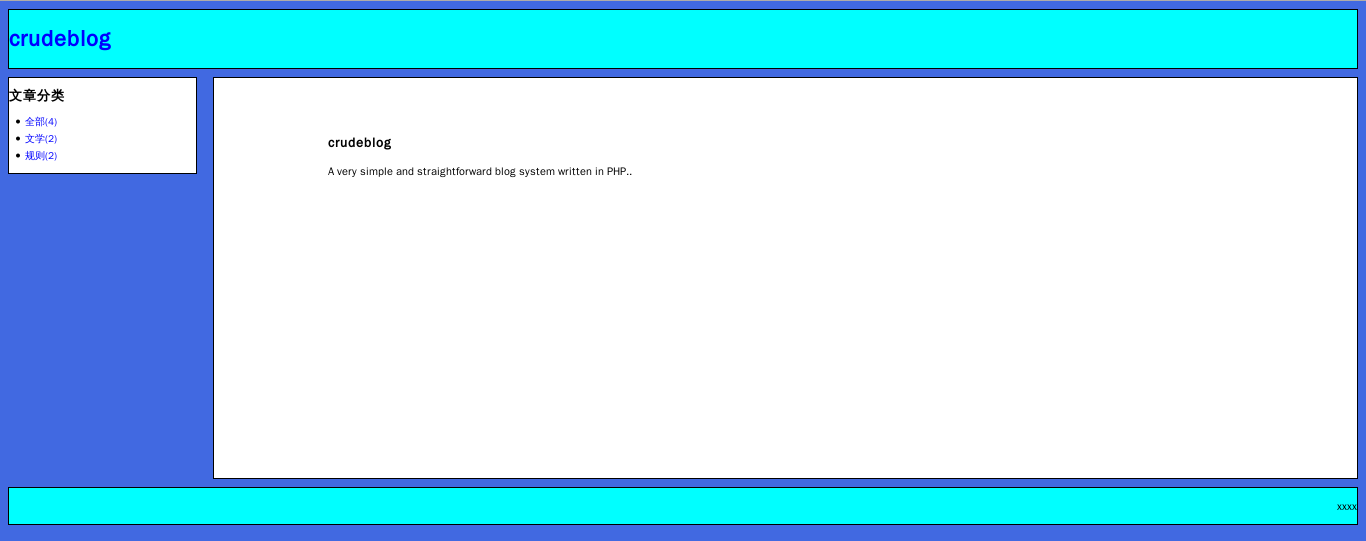 crudeblog
文章分类
全部(4)
文学(2)
规则(2)
crudeblog
A very simple and straightforward blog system written in PHP..
xxxx